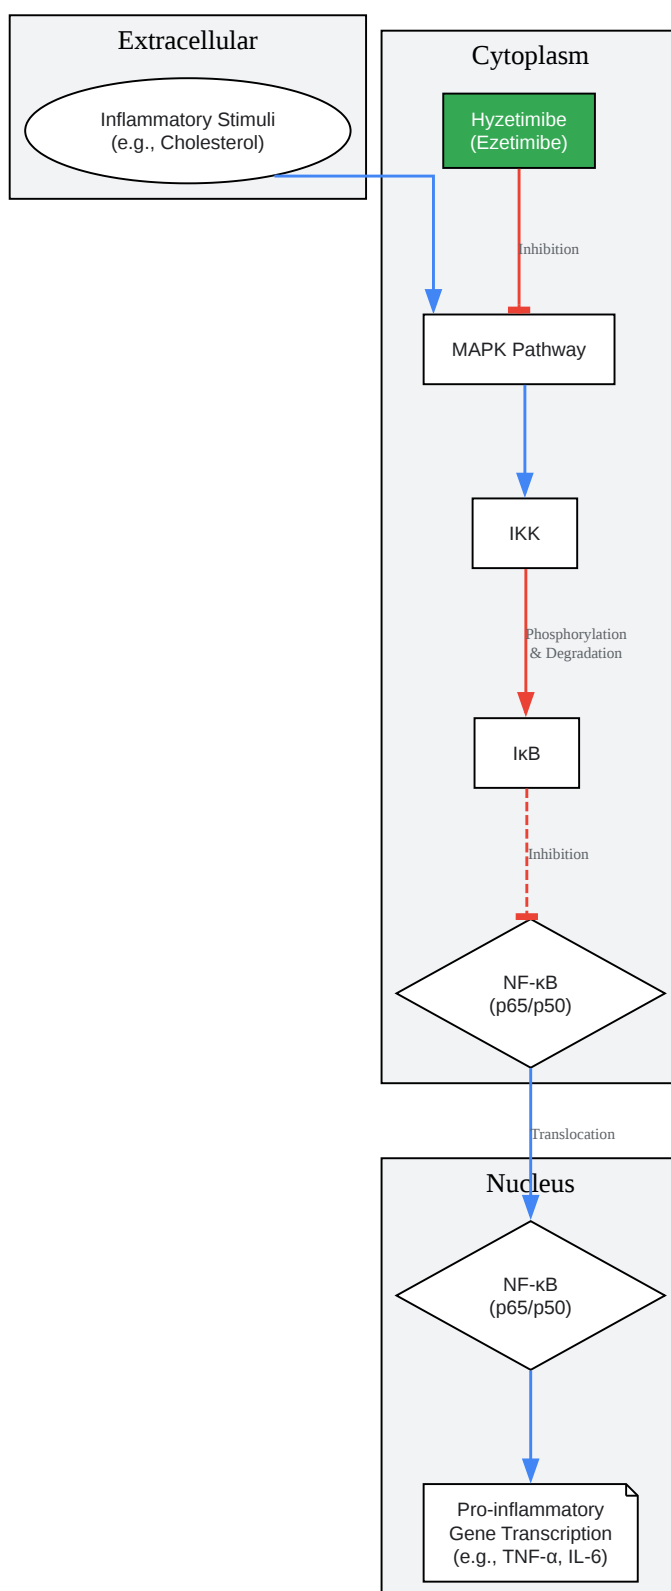 Extracellular
Inflammatory Stimuli
(e.g., Cholesterol)
Cytoplasm
Hyzetimibe
(Ezetimibe)
Inhibition
MAPK Pathway
IKK
Phosphorylation
& Degradation
IκB
Inhibition
NF-κB
(p65/p50)
Translocation
Nucleus
NF-κB
(p65/p50)
Pro-inflammatory
Gene Transcription
(e.g., TNF-α, IL-6)